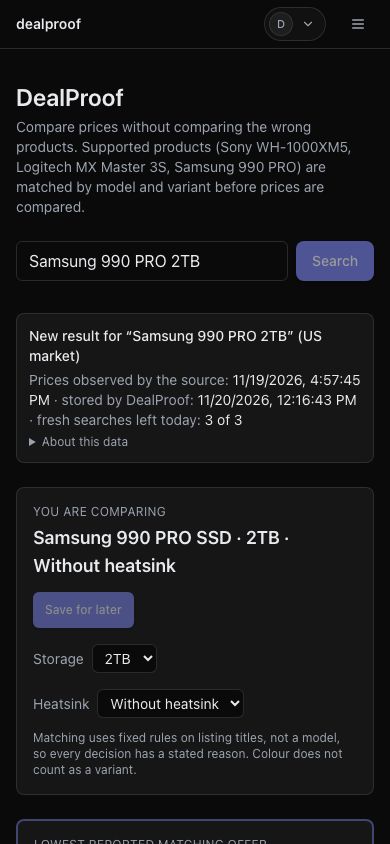 dealproof
D
DealProof
Compare prices without comparing the wrong
products. Supported products (Sony WH-1000XM5,
Logitech MX Master 3S, Samsung 990 PRO) are
matched by model and variant before prices are
compared.
Samsung 990 PRO 2TB
Search
New result for “Samsung 990 PRO 2TB” (US
market)
Prices observed by the source: 11/19/2026, 4:57:45
PM · stored by DealProof: 11/20/2026, 12:16:43 PM
· fresh searches left today: 3 of 3
About this data
YOU ARE COMPARING
Samsung 990 PRO SSD · 2TB ·
Without heatsink
Save for later
Storage 2TB
Heatsink Without heatsink
Matching uses fixed rules on listing titles, not a model,
so every decision has a stated reason. Colour does not
count as a variant.
LOWEST REPORTED MATCHING OFFER